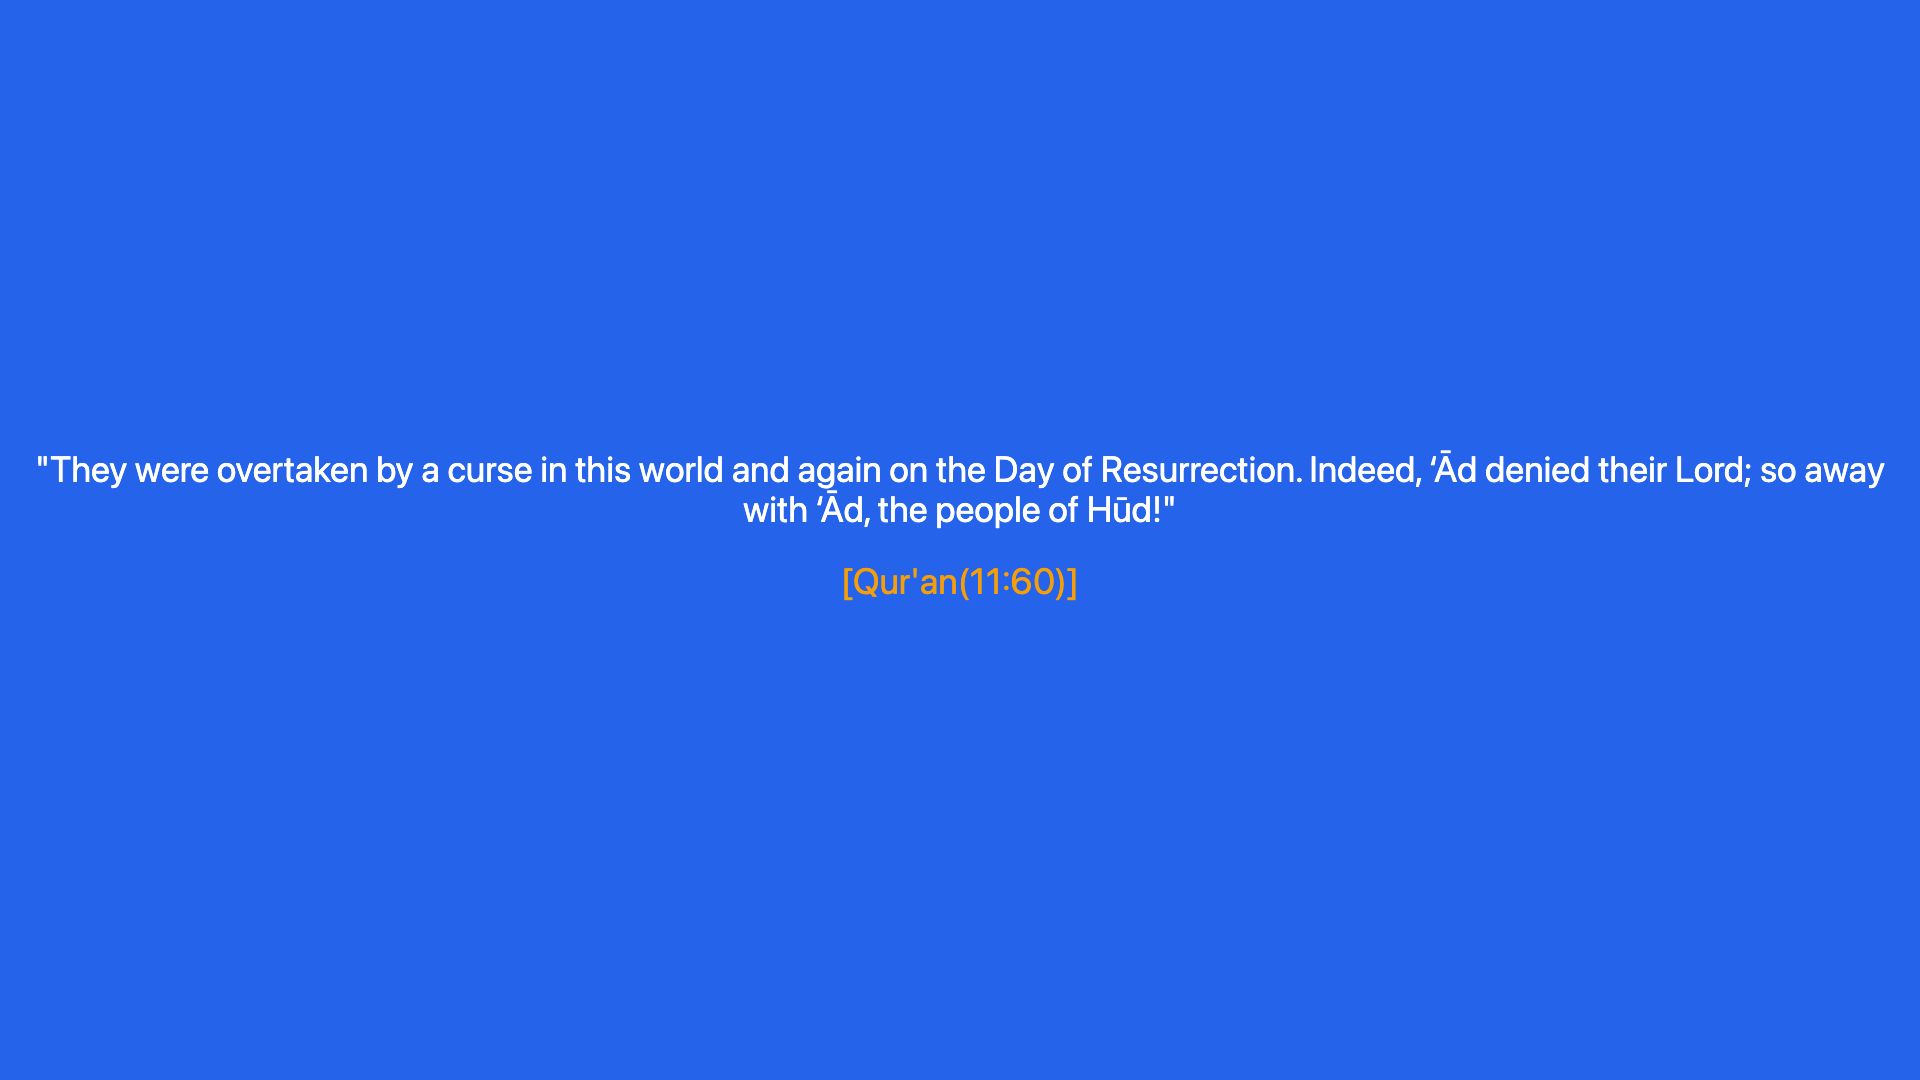 "They were overtaken by a curse in this world and again on the Day of Resurrection. Indeed, ‘Ād denied their Lord; so away
with ‘Ād, the people of Hūd!"
[Qur'an(11:60)]